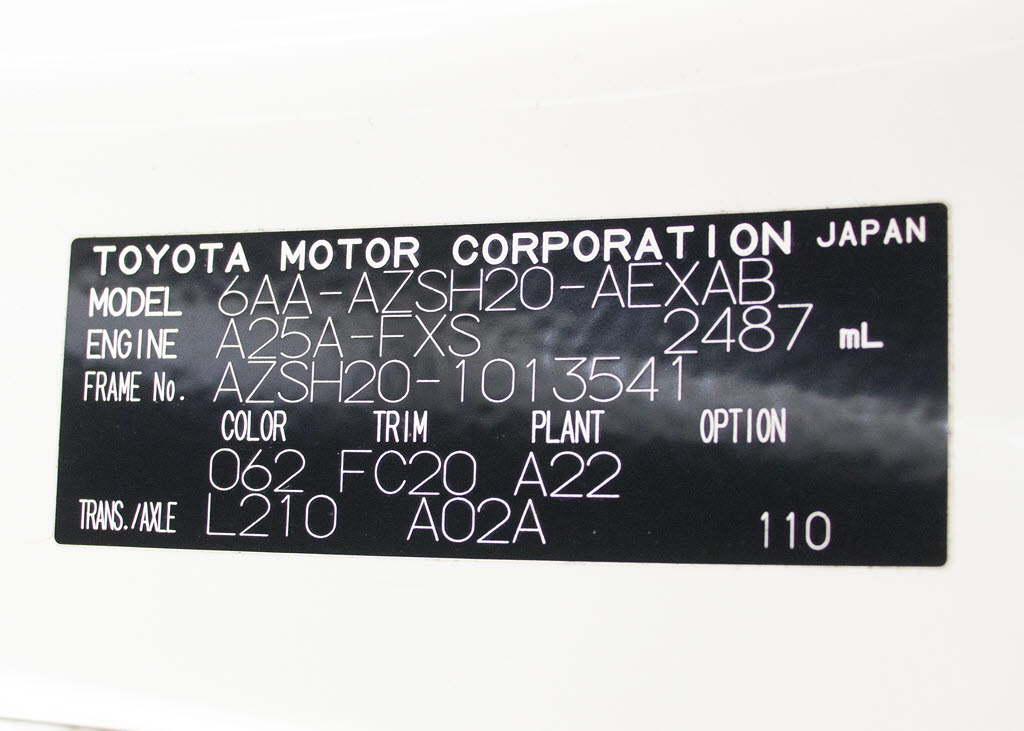 TOYOTA MOTOR CORPORATION JAPAN
MODEL 6AA-AZSH20-AEXAB
ENGINE A25A-FXS 2487 mL
FRAME No. AZSH20-1013541
COLOR TRIM PLANT OPTION
062 FC20 A22
TRANS./AXLE L210 A02A 110